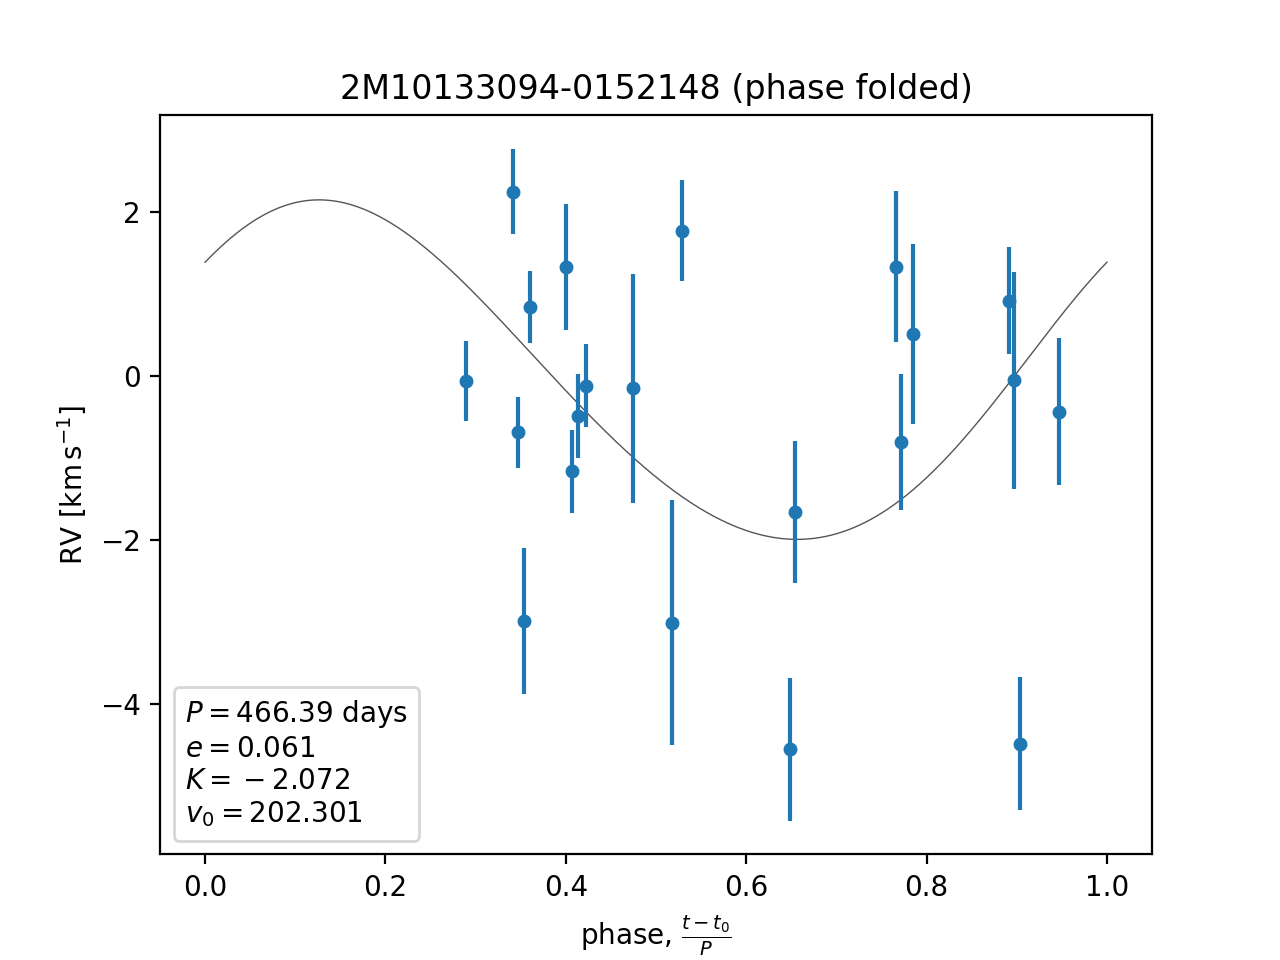 2M10133094-0152148 (phase folded)
RV [km s⁻¹]
2
0
−2
−4
P = 466.39 days
e = 0.061
K = −2.072
v₀ = 202.301
0.0 0.2 0.4 0.6 0.8 1.0
phase, (t − t₀)/P